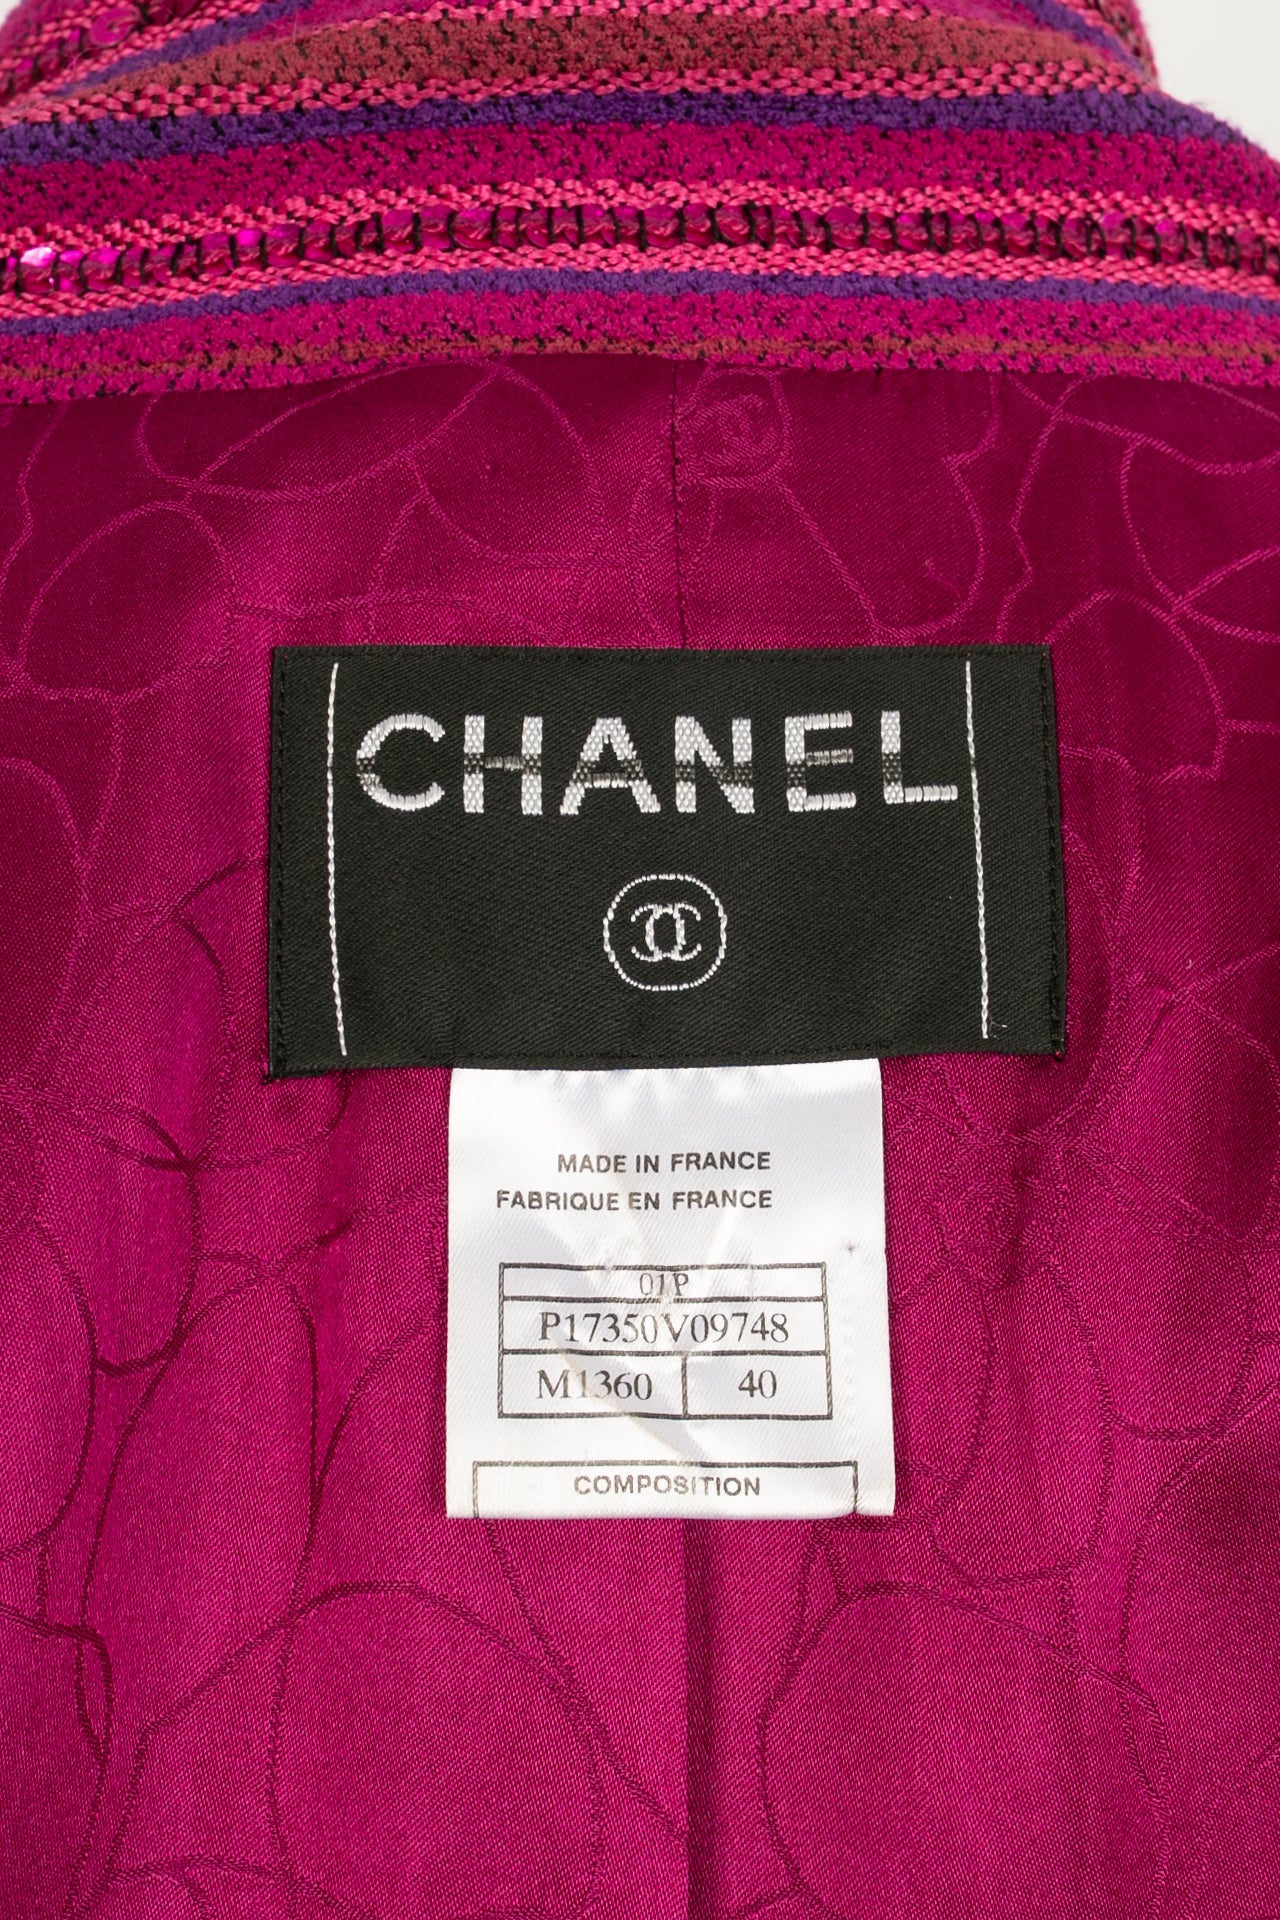 CHANEL
MADE IN FRANCE
FABRIQUE EN FRANCE
01P
P17350V09748
M1360 40
COMPOSITION